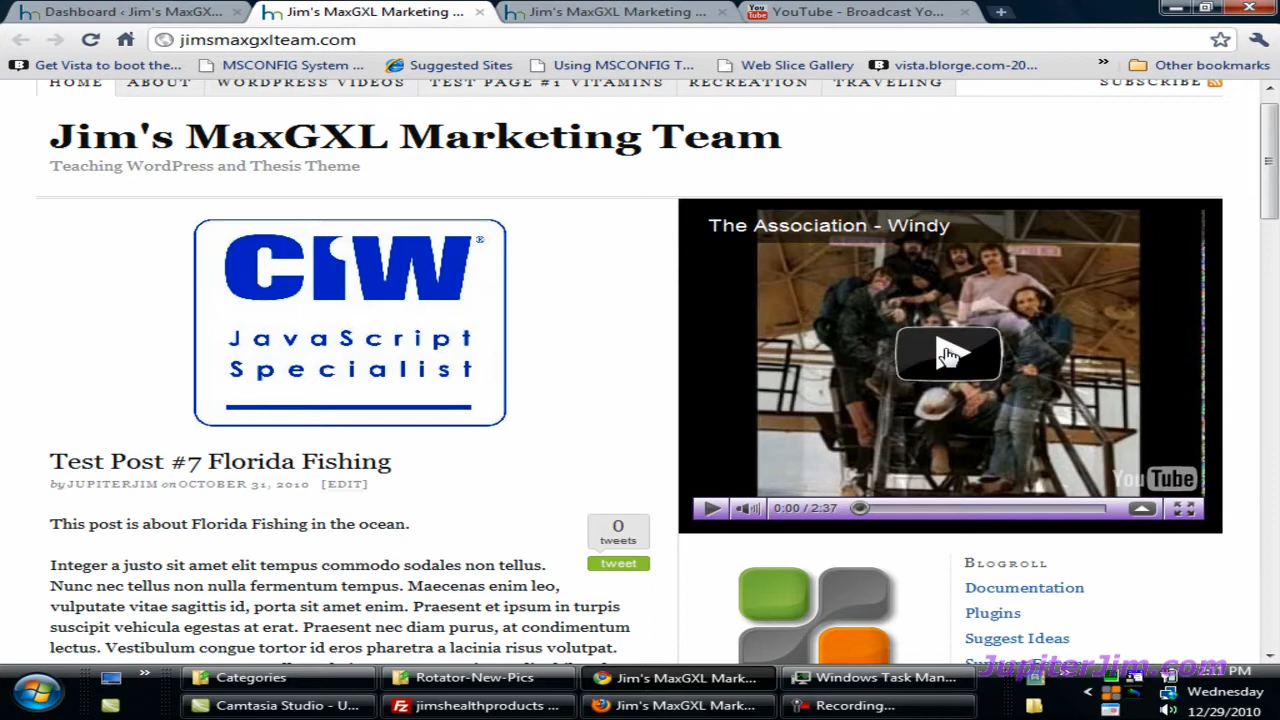 Dashboard ‹ Jim's MaxGX...
Jim's MaxGXL Marketing ...
Jim's MaxGXL Marketing ...
You Tube
YouTube - Broadcast Yo...
jimsmaxgxlteam.com
Get Vista to boot the...
MSCONFIG System ...
Suggested Sites
Using MSCONFIG T...
Web Slice Gallery
vista.blorge.com-20...
»
Other bookmarks
HOME
ABOUT
WORDPRESS VIDEOS
TEST PAGE #1 VITAMINS
RECREATION
TRAVELING
SUBSCRIBE
Jim's MaxGXL Marketing Team
Teaching WordPress and Thesis Theme
CIW®
JavaScript
Specialist
The Association - Windy
YouTube
0:00 / 2:37
Test Post #7 Florida Fishing
by JUPITERJIM on OCTOBER 31, 2010 [EDIT]
This post is about Florida Fishing in the ocean.
0
tweets
tweet
Integer a justo sit amet elit tempus commodo sodales non tellus.
Nunc nec tellus non nulla fermentum tempus. Maecenas enim leo,
vulputate vitae sagittis id, porta sit amet enim. Praesent et ipsum in turpis
suscipit vehicula egestas at erat. Praesent nec diam purus, at condimentum
lectus. Vestibulum congue tortor id eros pharetra a lacinia risus volutpat.
BLOGROLL
Documentation
Plugins
Suggest Ideas
JupiterJim.com
»
Categories
Rotator-New-Pics
Jim's MaxGXL Mark...
Windows Task Man...
2:11 PM
Camtasia Studio - U...
jimshealthproducts ...
Jim's MaxGXL Mark...
Recording...
Wednesday
12/29/2010